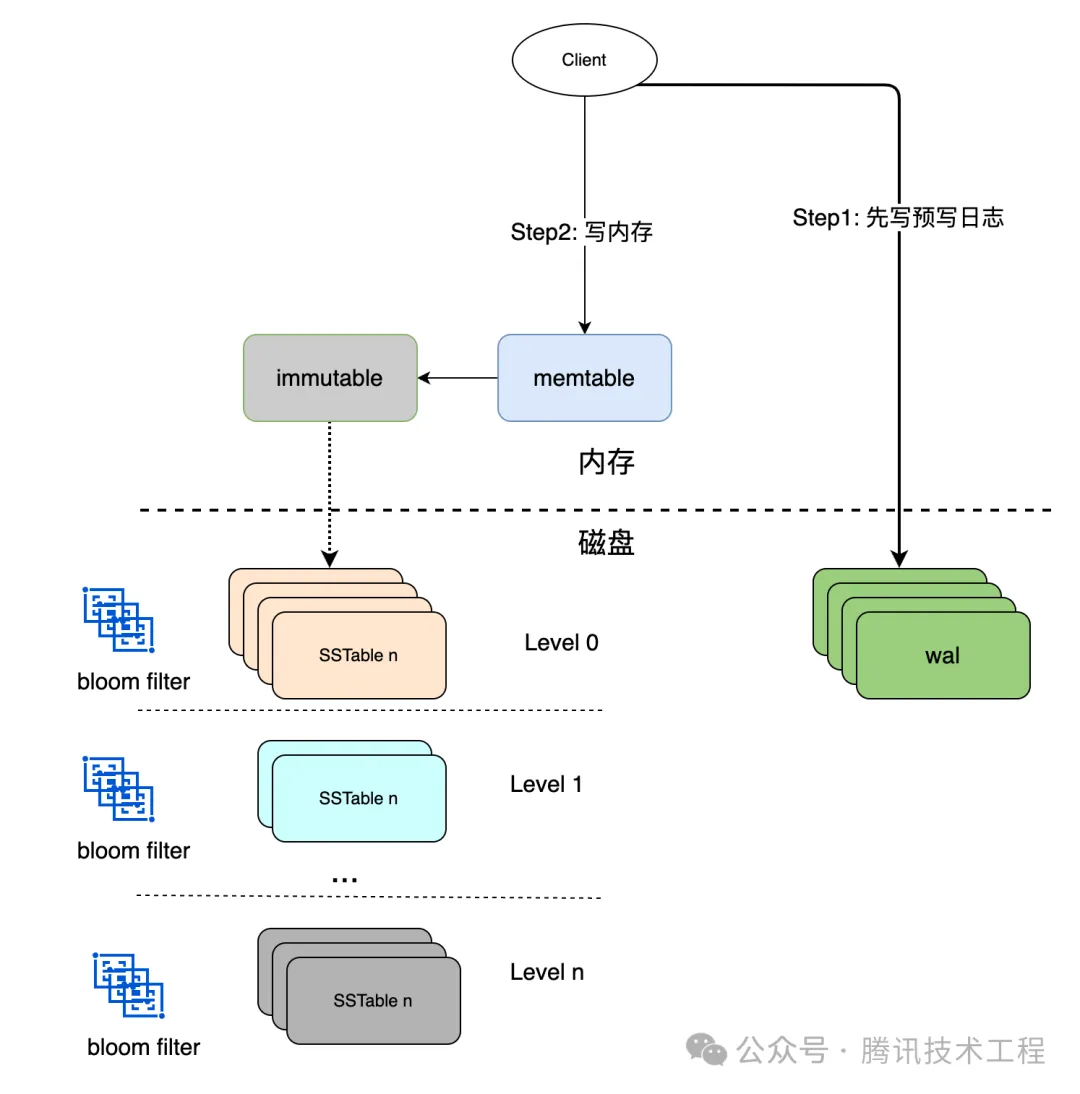 Client
Step1: 先写预写日志
Step2: 写内存
immutable
memtable
内存
磁盘
SSTable n
Level 0
wal
bloom filter
SSTable n
Level 1
bloom filter
...
SSTable n
Level n
bloom filter
公众号 · 腾讯技术工程